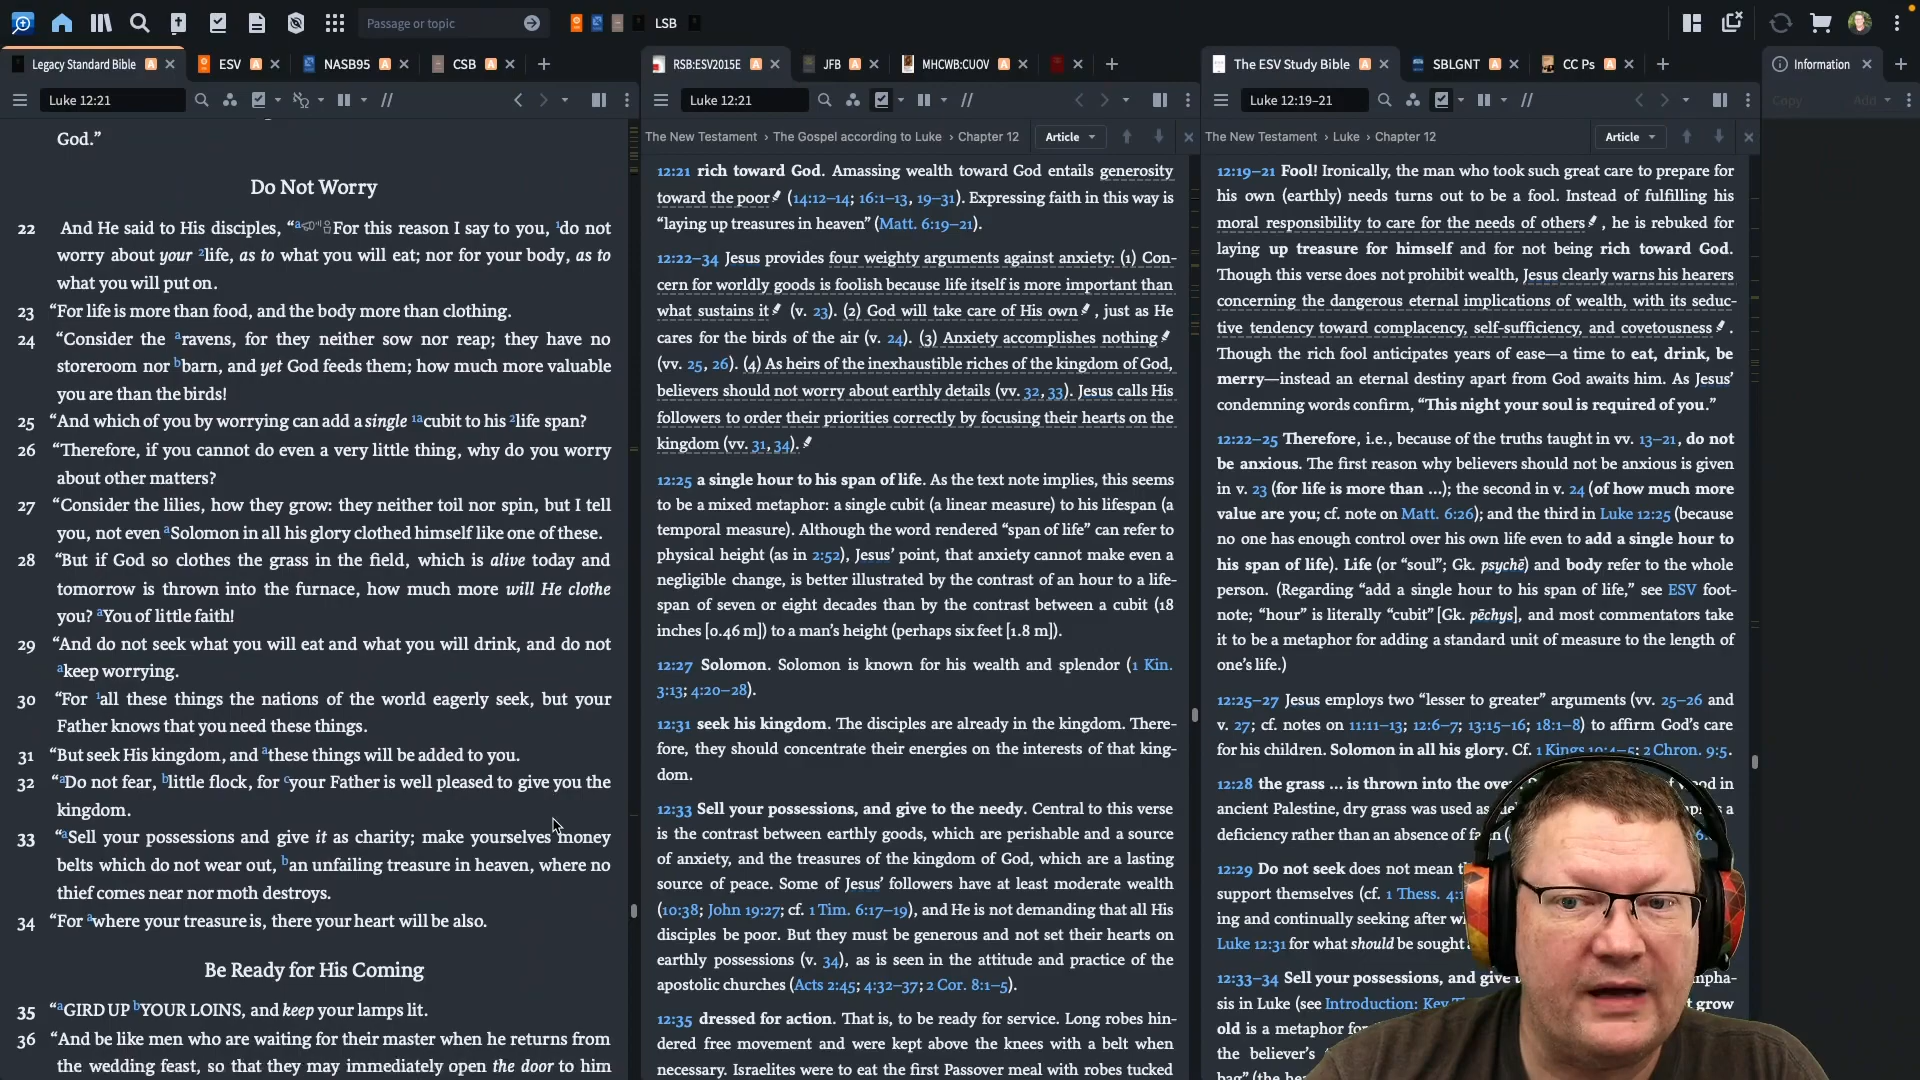 Passage or topic
LSB
Legacy Standard Bible A
ESV A
NASB95 A
CSB A
Luke 12:21
God.”
Do Not Worry
22 And He said to His disciples, “aFor this reason I say to you, 1do not
worry about your 2life, as to what you will eat; nor for your body, as to
what you will put on.
23 “For life is more than food, and the body more than clothing.
24 “Consider the aravens, for they neither sow nor reap; they have no
storeroom nor bbarn, and yet God feeds them; how much more valuable
you are than the birds!
25 “And which of you by worrying can add a single 1acubit to his 2life span?
26 “Therefore, if you cannot do even a very little thing, why do you worry
about other matters?
27 “Consider the lilies, how they grow: they neither toil nor spin, but I tell
you, not even aSolomon in all his glory clothed himself like one of these.
28 “But if God so clothes the grass in the field, which is alive today and
tomorrow is thrown into the furnace, how much more will He clothe
you? aYou of little faith!
29 “And do not seek what you will eat and what you will drink, and do not
akeep worrying.
30 “For 1all these things the nations of the world eagerly seek, but your
Father knows that you need these things.
31 “But seek His kingdom, and athese things will be added to you.
32 “aDo not fear, blittle flock, for cyour Father is well pleased to give you the
kingdom.
33 “aSell your possessions and give it as charity; make yourselves money
belts which do not wear out, ban unfailing treasure in heaven, where no
thief comes near nor moth destroys.
34 “For awhere your treasure is, there your heart will be also.
Be Ready for His Coming
35 “aGIRD UP bYOUR LOINS, and keep your lamps lit.
36 “And be like men who are waiting for their master when he returns from
the wedding feast, so that they may immediately open the door to him
RSB:ESV2015E A
JFB A
MHCWB:CUOV A
A
Luke 12:21
The New Testament › The Gospel according to Luke › Chapter 12
Article
12:21 rich toward God. Amassing wealth toward God entails generosity
toward the poor (14:12–14; 16:1–13, 19–31). Expressing faith in this way is
“laying up treasures in heaven” (Matt. 6:19–21).
12:22–34 Jesus provides four weighty arguments against anxiety: (1) Con-
cern for worldly goods is foolish because life itself is more important than
what sustains it (v. 23). (2) God will take care of His own, just as He
cares for the birds of the air (v. 24). (3) Anxiety accomplishes nothing
(vv. 25, 26). (4) As heirs of the inexhaustible riches of the kingdom of God,
believers should not worry about earthly details (vv. 32, 33). Jesus calls His
followers to order their priorities correctly by focusing their hearts on the
kingdom (vv. 31, 34).
12:25 a single hour to his span of life. As the text note implies, this seems
to be a mixed metaphor: a single cubit (a linear measure) to his lifespan (a
temporal measure). Although the word rendered “span of life” can refer to
physical height (as in 2:52), Jesus’ point, that anxiety cannot make even a
negligible change, is better illustrated by the contrast of an hour to a life-
span of seven or eight decades than by the contrast between a cubit (18
inches [0.46 m]) to a man’s height (perhaps six feet [1.8 m]).
12:27 Solomon. Solomon is known for his wealth and splendor (1 Kin.
3:13; 4:20–28).
12:31 seek his kingdom. The disciples are already in the kingdom. There-
fore, they should concentrate their energies on the interests of that king-
dom.
12:33 Sell your possessions, and give to the needy. Central to this verse
is the contrast between earthly goods, which are perishable and a source
of anxiety, and the treasures of the kingdom of God, which are a lasting
source of peace. Some of Jesus’ followers have at least moderate wealth
(10:38; John 19:27; cf. 1 Tim. 6:17–19), and He is not demanding that all His
disciples be poor. But they must be generous and not set their hearts on
earthly possessions (v. 34), as is seen in the attitude and practice of the
apostolic churches (Acts 2:45; 4:32–37; 2 Cor. 8:1–5).
12:35 dressed for action. That is, to be ready for service. Long robes hin-
dered free movement and were kept above the knees with a belt when
necessary. Israelites were to eat the first Passover meal with robes tucked
The ESV Study Bible A
SBLGNT A
CC Ps A
Luke 12:19–21
The New Testament › Luke › Chapter 12
Article
12:19–21 Fool! Ironically, the man who took such great care to prepare for
his own (earthly) needs turns out to be a fool. Instead of fulfilling his
moral responsibility to care for the needs of others, he is rebuked for
laying up treasure for himself and for not being rich toward God.
Though this verse does not prohibit wealth, Jesus clearly warns his hearers
concerning the dangerous eternal implications of wealth, with its seduc-
tive tendency toward complacency, self-sufficiency, and covetousness.
Though the rich fool anticipates years of ease—a time to eat, drink, be
merry—instead an eternal destiny apart from God awaits him. As Jesus’
condemning words confirm, “This night your soul is required of you.”
12:22–25 Therefore, i.e., because of the truths taught in vv. 13–21, do not
be anxious. The first reason why believers should not be anxious is given
in v. 23 (for life is more than ...); the second in v. 24 (of how much more
value are you; cf. note on Matt. 6:26); and the third in Luke 12:25 (because
no one has enough control over his own life even to add a single hour to
his span of life). Life (or “soul”; Gk. psychē) and body refer to the whole
person. (Regarding “add a single hour to his span of life,” see ESV foot-
note; “hour” is literally “cubit” [Gk. pēchys], and most commentators take
it to be a metaphor for adding a standard unit of measure to the length of
one’s life.)
12:25–27 Jesus employs two “lesser to greater” arguments (vv. 25–26 and
v. 27; cf. notes on 11:11–13; 12:6–7; 13:15–16; 18:1–8) to affirm God’s care
for his children. Solomon in all his glory. Cf. 1 Kings 10:4–5; 2 Chron. 9:5.
12:28 the grass ... is thrown into the
ancient Palestine, dry grass was used as
deficiency rather than an absence of
12:29 Do not seek does not mean
support themselves (cf. 1 Thess.
ing and continually seeking after
Luke 12:31 for what should be sought
12:33–34 Sell your possessions, and
sis in Luke (see Introduction: Key
old is a metaphor for
the believer’s
bag” (the
Information
Copy
Add